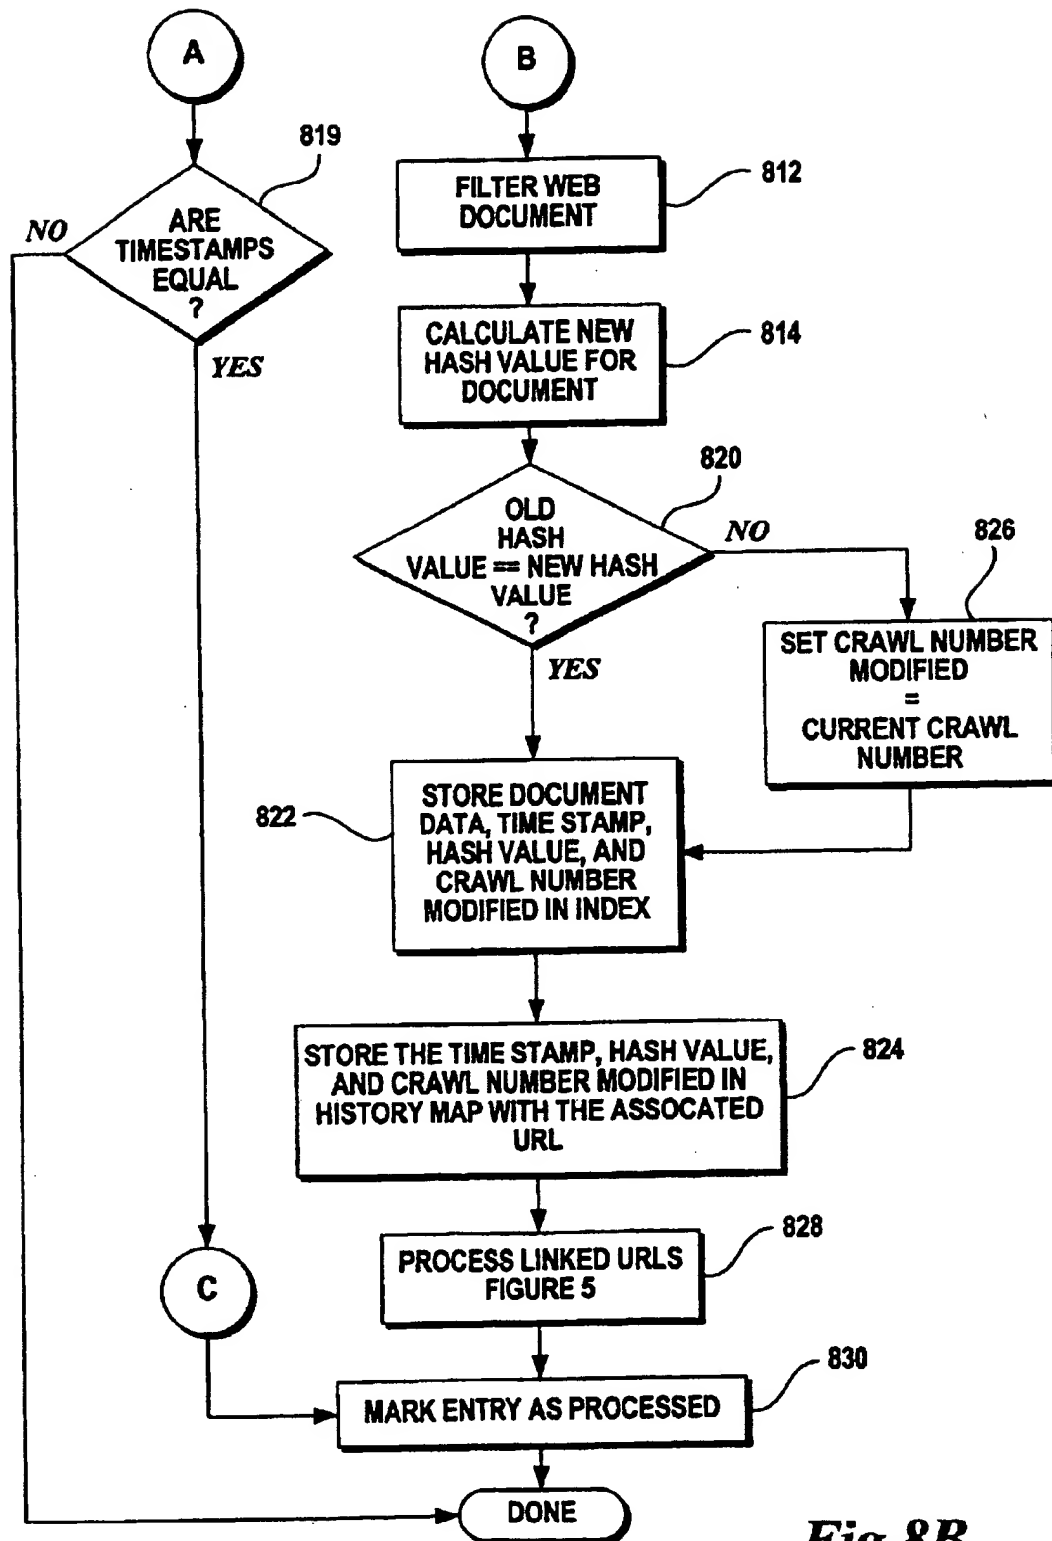 A
B
819
812
FILTER WEB
DOCUMENT
NO
ARE
TIMESTAMPS
EQUAL
?
YES
814
CALCULATE NEW
HASH VALUE FOR
DOCUMENT
820
OLD
HASH
VALUE == NEW HASH
VALUE
?
NO
YES
826
SET CRAWL NUMBER
MODIFIED
=
CURRENT CRAWL
NUMBER
822
STORE DOCUMENT
DATA, TIME STAMP,
HASH VALUE, AND
CRAWL NUMBER
MODIFIED IN INDEX
824
STORE THE TIME STAMP, HASH VALUE,
AND CRAWL NUMBER MODIFIED IN
HISTORY MAP WITH THE ASSOCATED
URL
828
PROCESS LINKED URLS
FIGURE 5
C
830
MARK ENTRY AS PROCESSED
DONE
Fig.8B